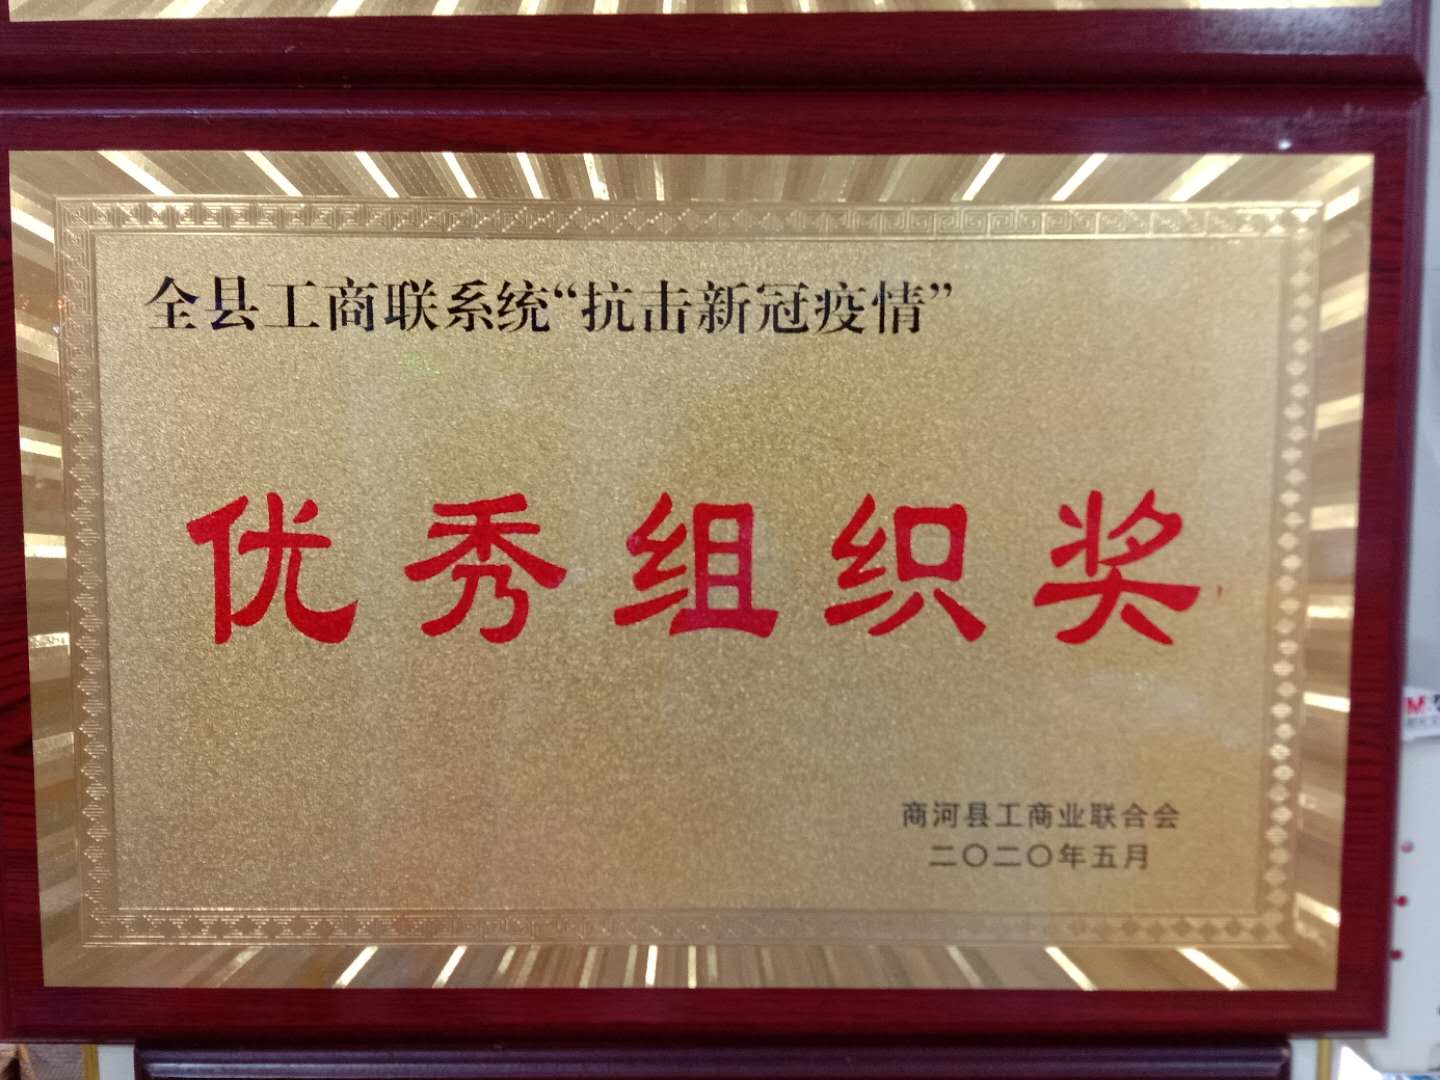 全县工商联系统“抗击新冠疫情”
优秀组织奖
商河县工商业联合会
二〇二〇年五月